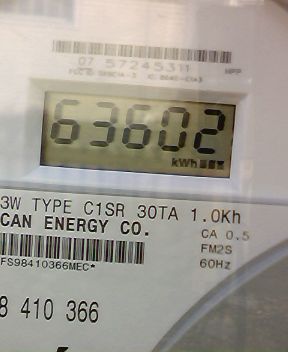 07 57245311
63602
kWh
3W TYPE C1SR 30TA 1.0Kh
CAN ENERGY CO.
CA 0.5
FM2S
FS98410366MEC*
60Hz
8 410 366